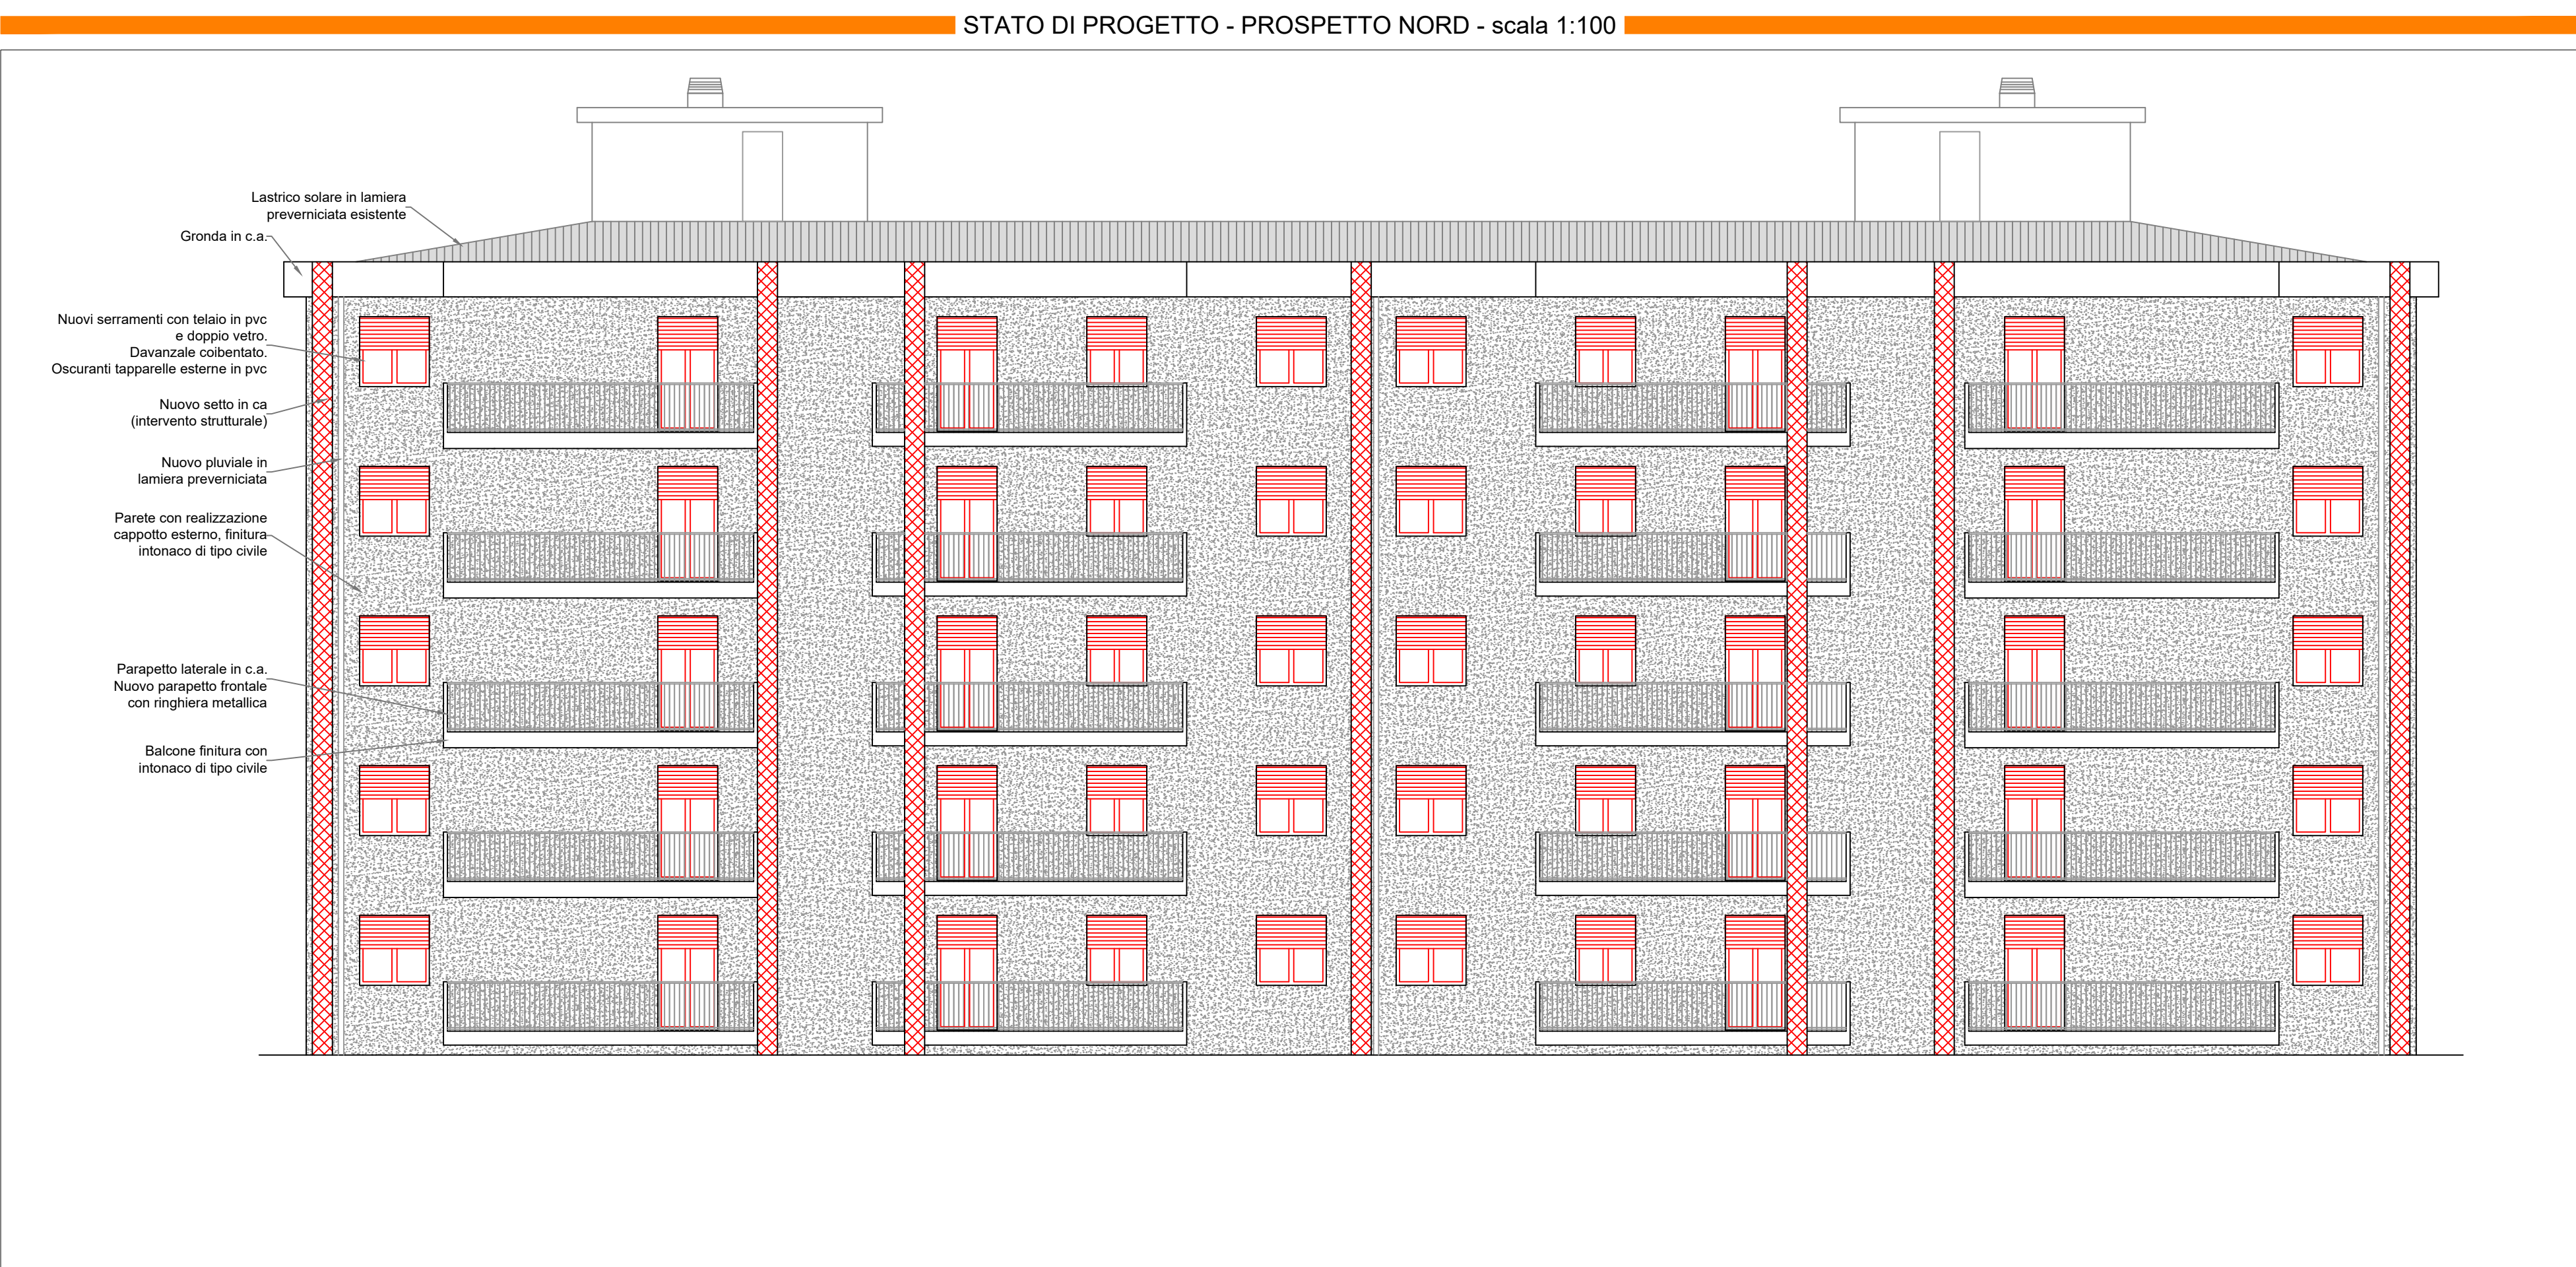 STATO DI PROGETTO - PROSPETTO NORD - scala 1:100
Lastrico solare in lamiera
preverniciata esistente
Gronda in c.a.
Nuovi serramenti con telaio in pvc
e doppio vetro.
Davanzale coibentato.
Oscuranti tapparelle esterne in pvc
Nuovo setto in ca
(intervento strutturale)
Nuovo pluviale in
lamiera preverniciata
Parete con realizzazione
cappotto esterno, finitura
intonaco di tipo civile
Parapetto laterale in c.a.
Nuovo parapetto frontale
con ringhiera metallica
Balcone finitura con
intonaco di tipo civile